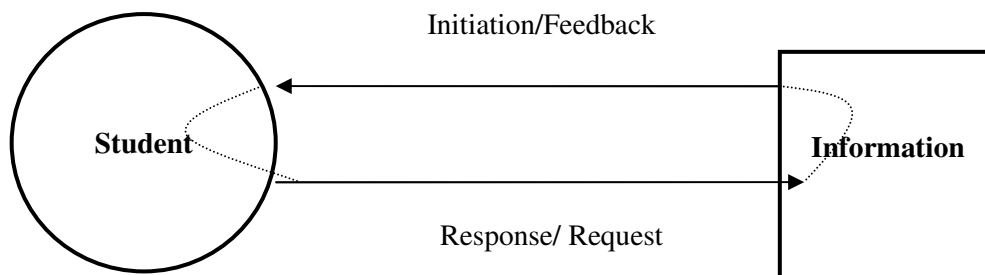 Initiation/Feedback
Student
Information
Response/ Request